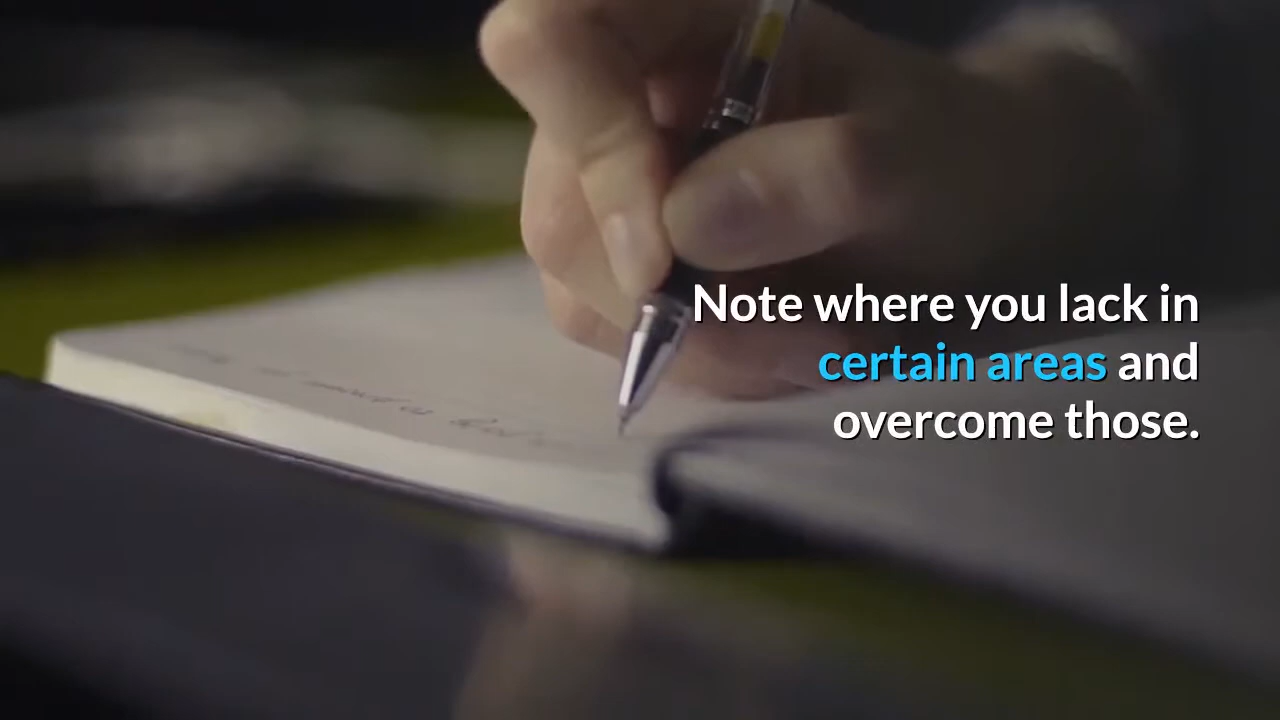 Note where you lack in
certain areas and
overcome those.